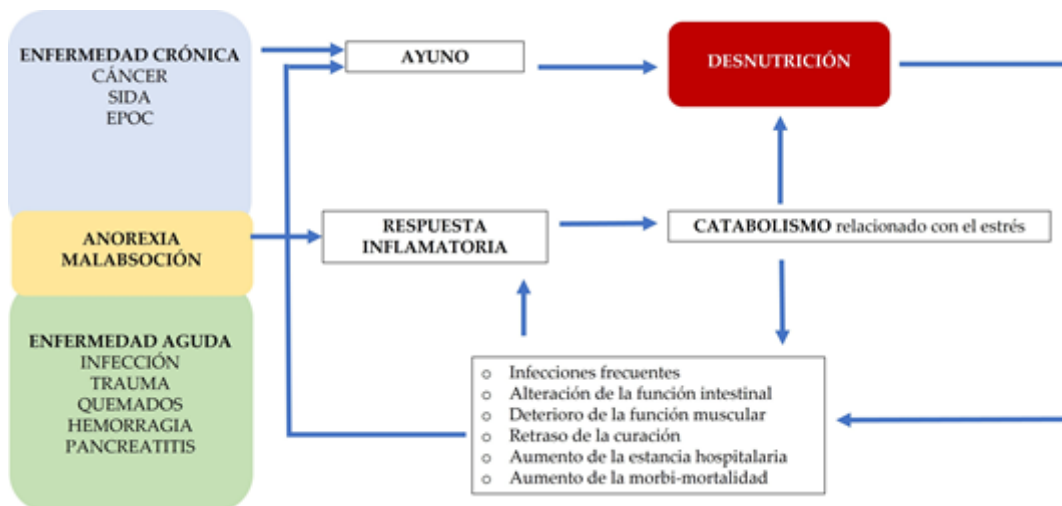 ENFERMEDAD CRÓNICA
CÁNCER
SIDA
EPOC
ANOREXIA
MALABSOCIÓN
ENFERMEDAD AGUDA
INFECCIÓN
TRAUMA
QUEMADOS
HEMORRAGIA
PANCREATITIS
AYUNO
DESNUTRICIÓN
RESPUESTA
INFLAMATORIA
CATABOLISMO relacionado con el estrés
o Infecciones frecuentes
o Alteración de la función intestinal
o Deterioro de la función muscular
o Retraso de la curación
o Aumento de la estancia hospitalaria
o Aumento de la morbi-mortalidad